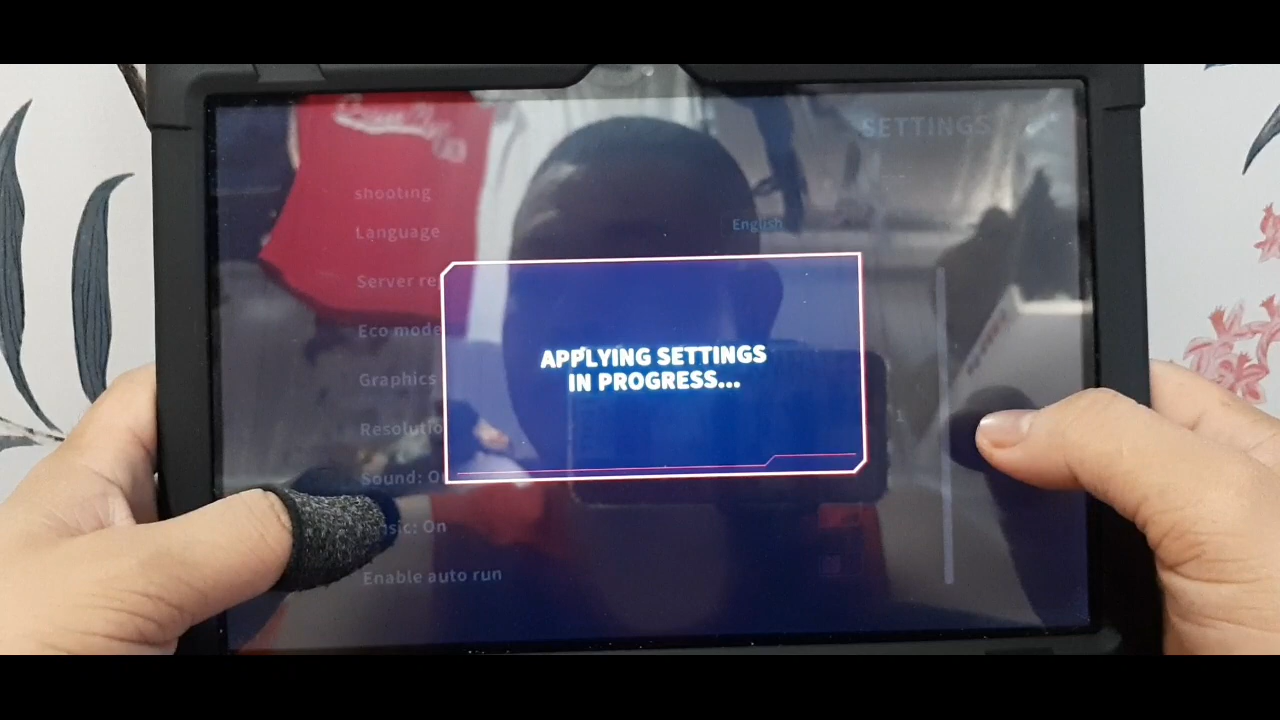 SETTINGS
shooting
Language
English
Server re
Eco mode
Graphics
Resolutio
Sound: O
sic: On
Enable auto run
APPLYING SETTINGS
IN PROGRESS...